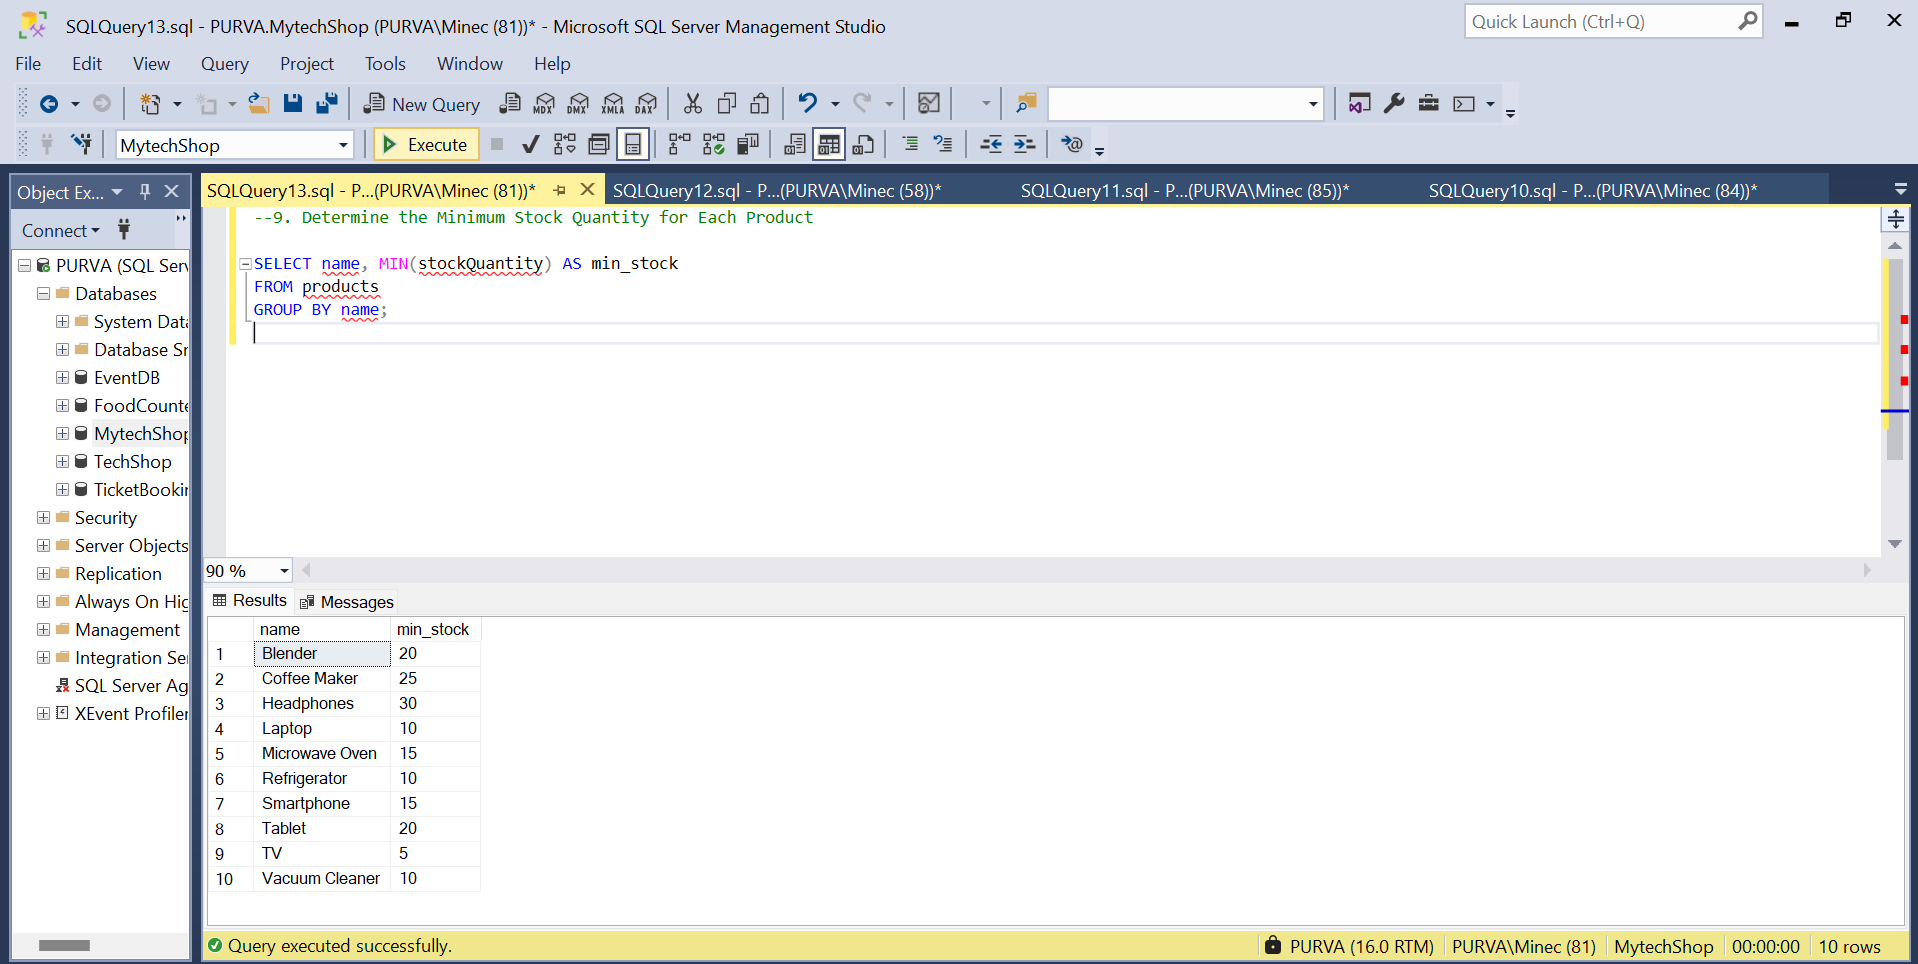 SQLQuery13.sql - PURVA.MytechShop (PURVA\Minec (81))* - Microsoft SQL Server Management Studio
Quick Launch (Ctrl+Q)
File Edit View Query Project Tools Window Help
New Query MDX DMX XMLA DAX
MytechShop Execute
Object Ex...
SQLQuery13.sql - P...(PURVA\Minec (81))* SQLQuery12.sql - P...(PURVA\Minec (58))* SQLQuery11.sql - P...(PURVA\Minec (85))* SQLQuery10.sql - P...(PURVA\Minec (84))*
Connect
PURVA (SQL Serv
Databases
System Data
Database Sn
EventDB
FoodCounte
MytechShop
TechShop
TicketBookin
Security
Server Objects
Replication
Always On Hig
Management
Integration Se
SQL Server Ag
XEvent Profiler
--9. Determine the Minimum Stock Quantity for Each Product
SELECT name, MIN(stockQuantity) AS min_stock
FROM products
GROUP BY name;
90 %
Results Messages
name min_stock
1 Blender 20
2 Coffee Maker 25
3 Headphones 30
4 Laptop 10
5 Microwave Oven 15
6 Refrigerator 10
7 Smartphone 15
8 Tablet 20
9 TV 5
10 Vacuum Cleaner 10
Query executed successfully. PURVA (16.0 RTM) PURVA\Minec (81) MytechShop 00:00:00 10 rows